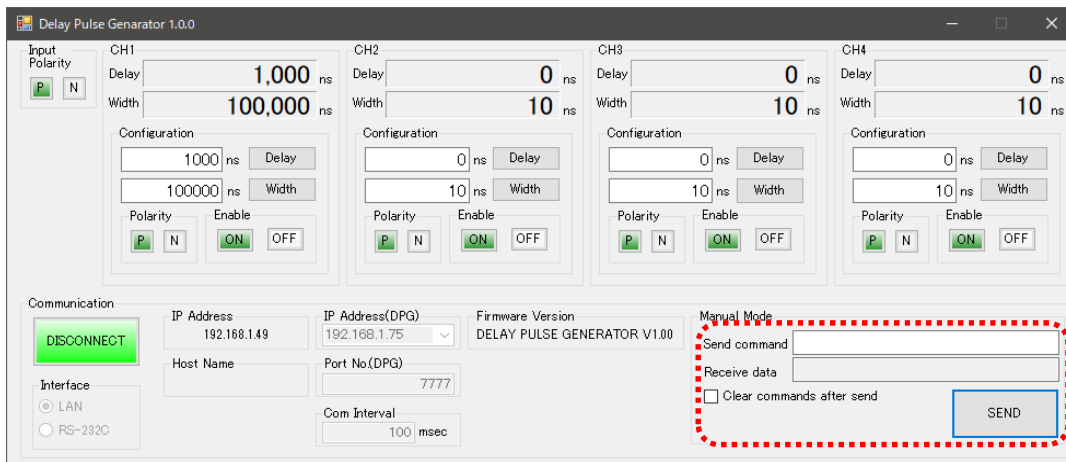 Delay Pulse Genarator 1.0.0
Input
Polarity
P N
CH1
Delay 1,000 ns
Width 100,000 ns
Configuration
1000 ns Delay
100000 ns Width
Polarity Enable
P N ON OFF
CH2
Delay 0 ns
Width 10 ns
Configuration
0 ns Delay
10 ns Width
Polarity Enable
P N ON OFF
CH3
Delay 0 ns
Width 10 ns
Configuration
0 ns Delay
10 ns Width
Polarity Enable
P N ON OFF
CH4
Delay 0 ns
Width 10 ns
Configuration
0 ns Delay
10 ns Width
Polarity Enable
P N ON OFF
Communication
DISCONNECT
Interface
LAN
RS-232C
IP Address
192.168.1.49
Host Name
IP Address(DPG)
192.168.1.75
Port No.(DPG)
7777
Com Interval
100 msec
Firmware Version
DELAY PULSE GENERATOR V1.00
Manual Mode
Send command
Receive data
Clear commands after send
SEND